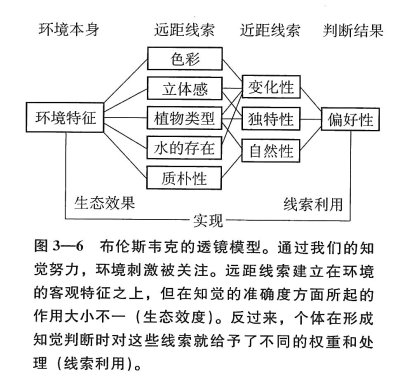 环境本身 远距线索 近距线索 判断结果
色彩
立体感 变化性
环境特征 植物类型 独特性 偏好性
水的存在 自然性
质朴性
生态效果 线索利用
实现
图3—6 布伦斯韦克的透镜模型。通过我们的知
觉努力，环境刺激被关注。远距线索建立在环境
的客观特征之上，但在知觉的准确度方面所起的
作用大小不一（生态效度）。反过来，个体在形成
知觉判断时对这些线索就给予了不同的权重和处
理（线索利用）。